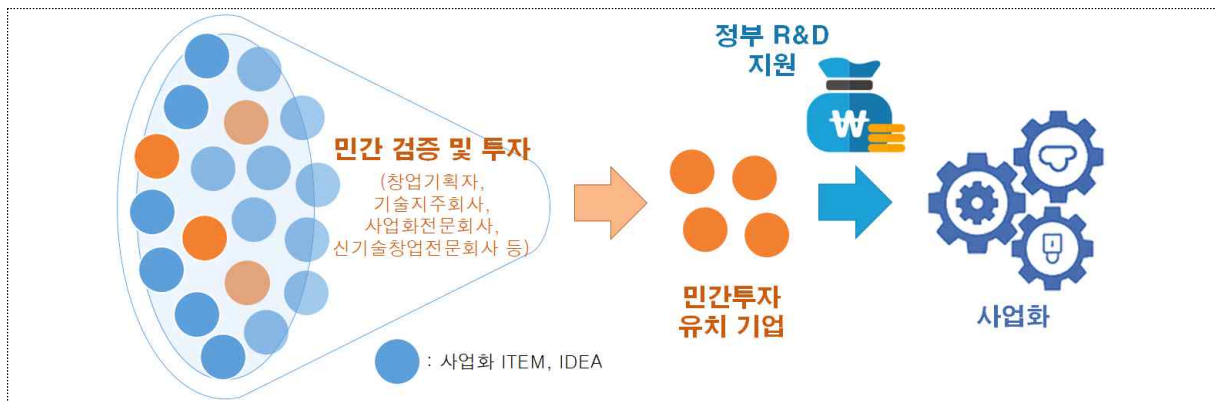 정부 R&D
지원
₩
민간 검증 및 투자
(창업기획자,
기술지주회사,
사업화전문회사,
신기술창업전문회사 등)
민간투자
유치 기업
사업화
: 사업화 ITEM, IDEA